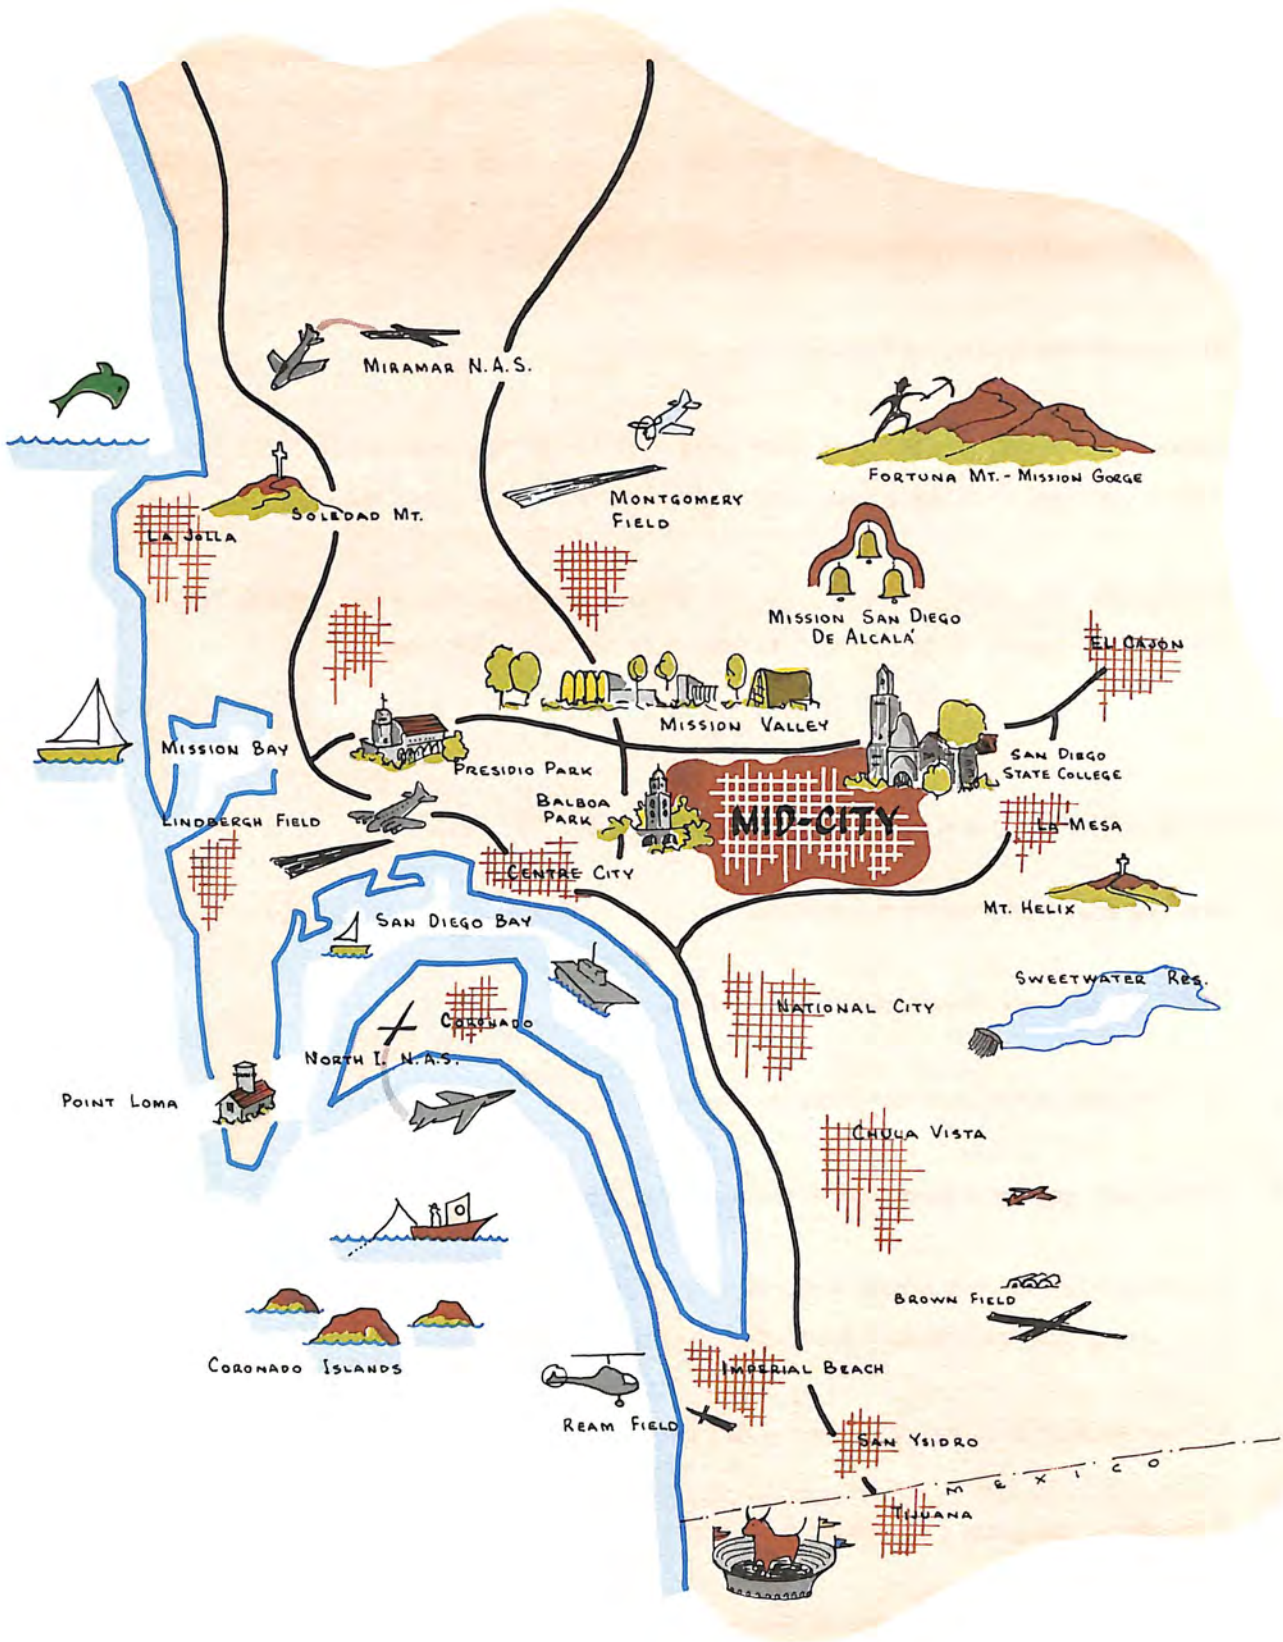 MIRAMAR N.A.S.
FORTUNA MT. - MISSION GORGE
MONTGOMERY
FIELD
SOLEDAD MT.
LA JOLLA
MISSION SAN DIEGO
DE ALCALÁ
EL CAJON
MISSION VALLEY
MISSION BAY
PRESIDIO PARK
SAN DIEGO
STATE COLLEGE
BALBOA
PARK
MID-CITY
LINDBERGH FIELD
LA MESA
CENTRE CITY
MT. HELIX
SAN DIEGO BAY
SWEETWATER RES.
NATIONAL CITY
CORONADO
NORTH I. N.A.S.
POINT LOMA
CHULA VISTA
BROWN FIELD
CORONADO ISLANDS
IMPERIAL BEACH
REAM FIELD
SAN YSIDRO
MEXICO
TIJUANA